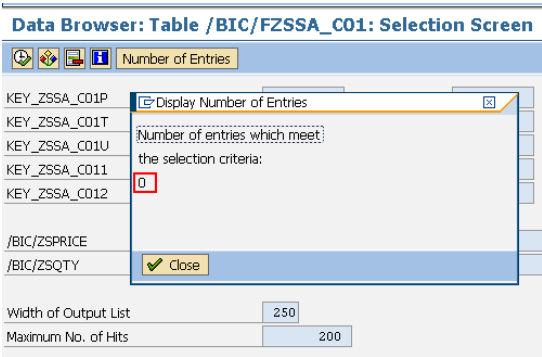 Data Browser: Table /BIC/FZSSA_C01: Selection Screen
Number of Entries
KEY_ZSSA_C01P
Display Number of Entries
KEY_ZSSA_C01T
Number of entries which meet
KEY_ZSSA_C01U
the selection criteria:
KEY_ZSSA_C011
0
KEY_ZSSA_C012
/BIC/ZSPRICE
/BIC/ZSQTY
Close
Width of Output List 250
Maximum No. of Hits 200